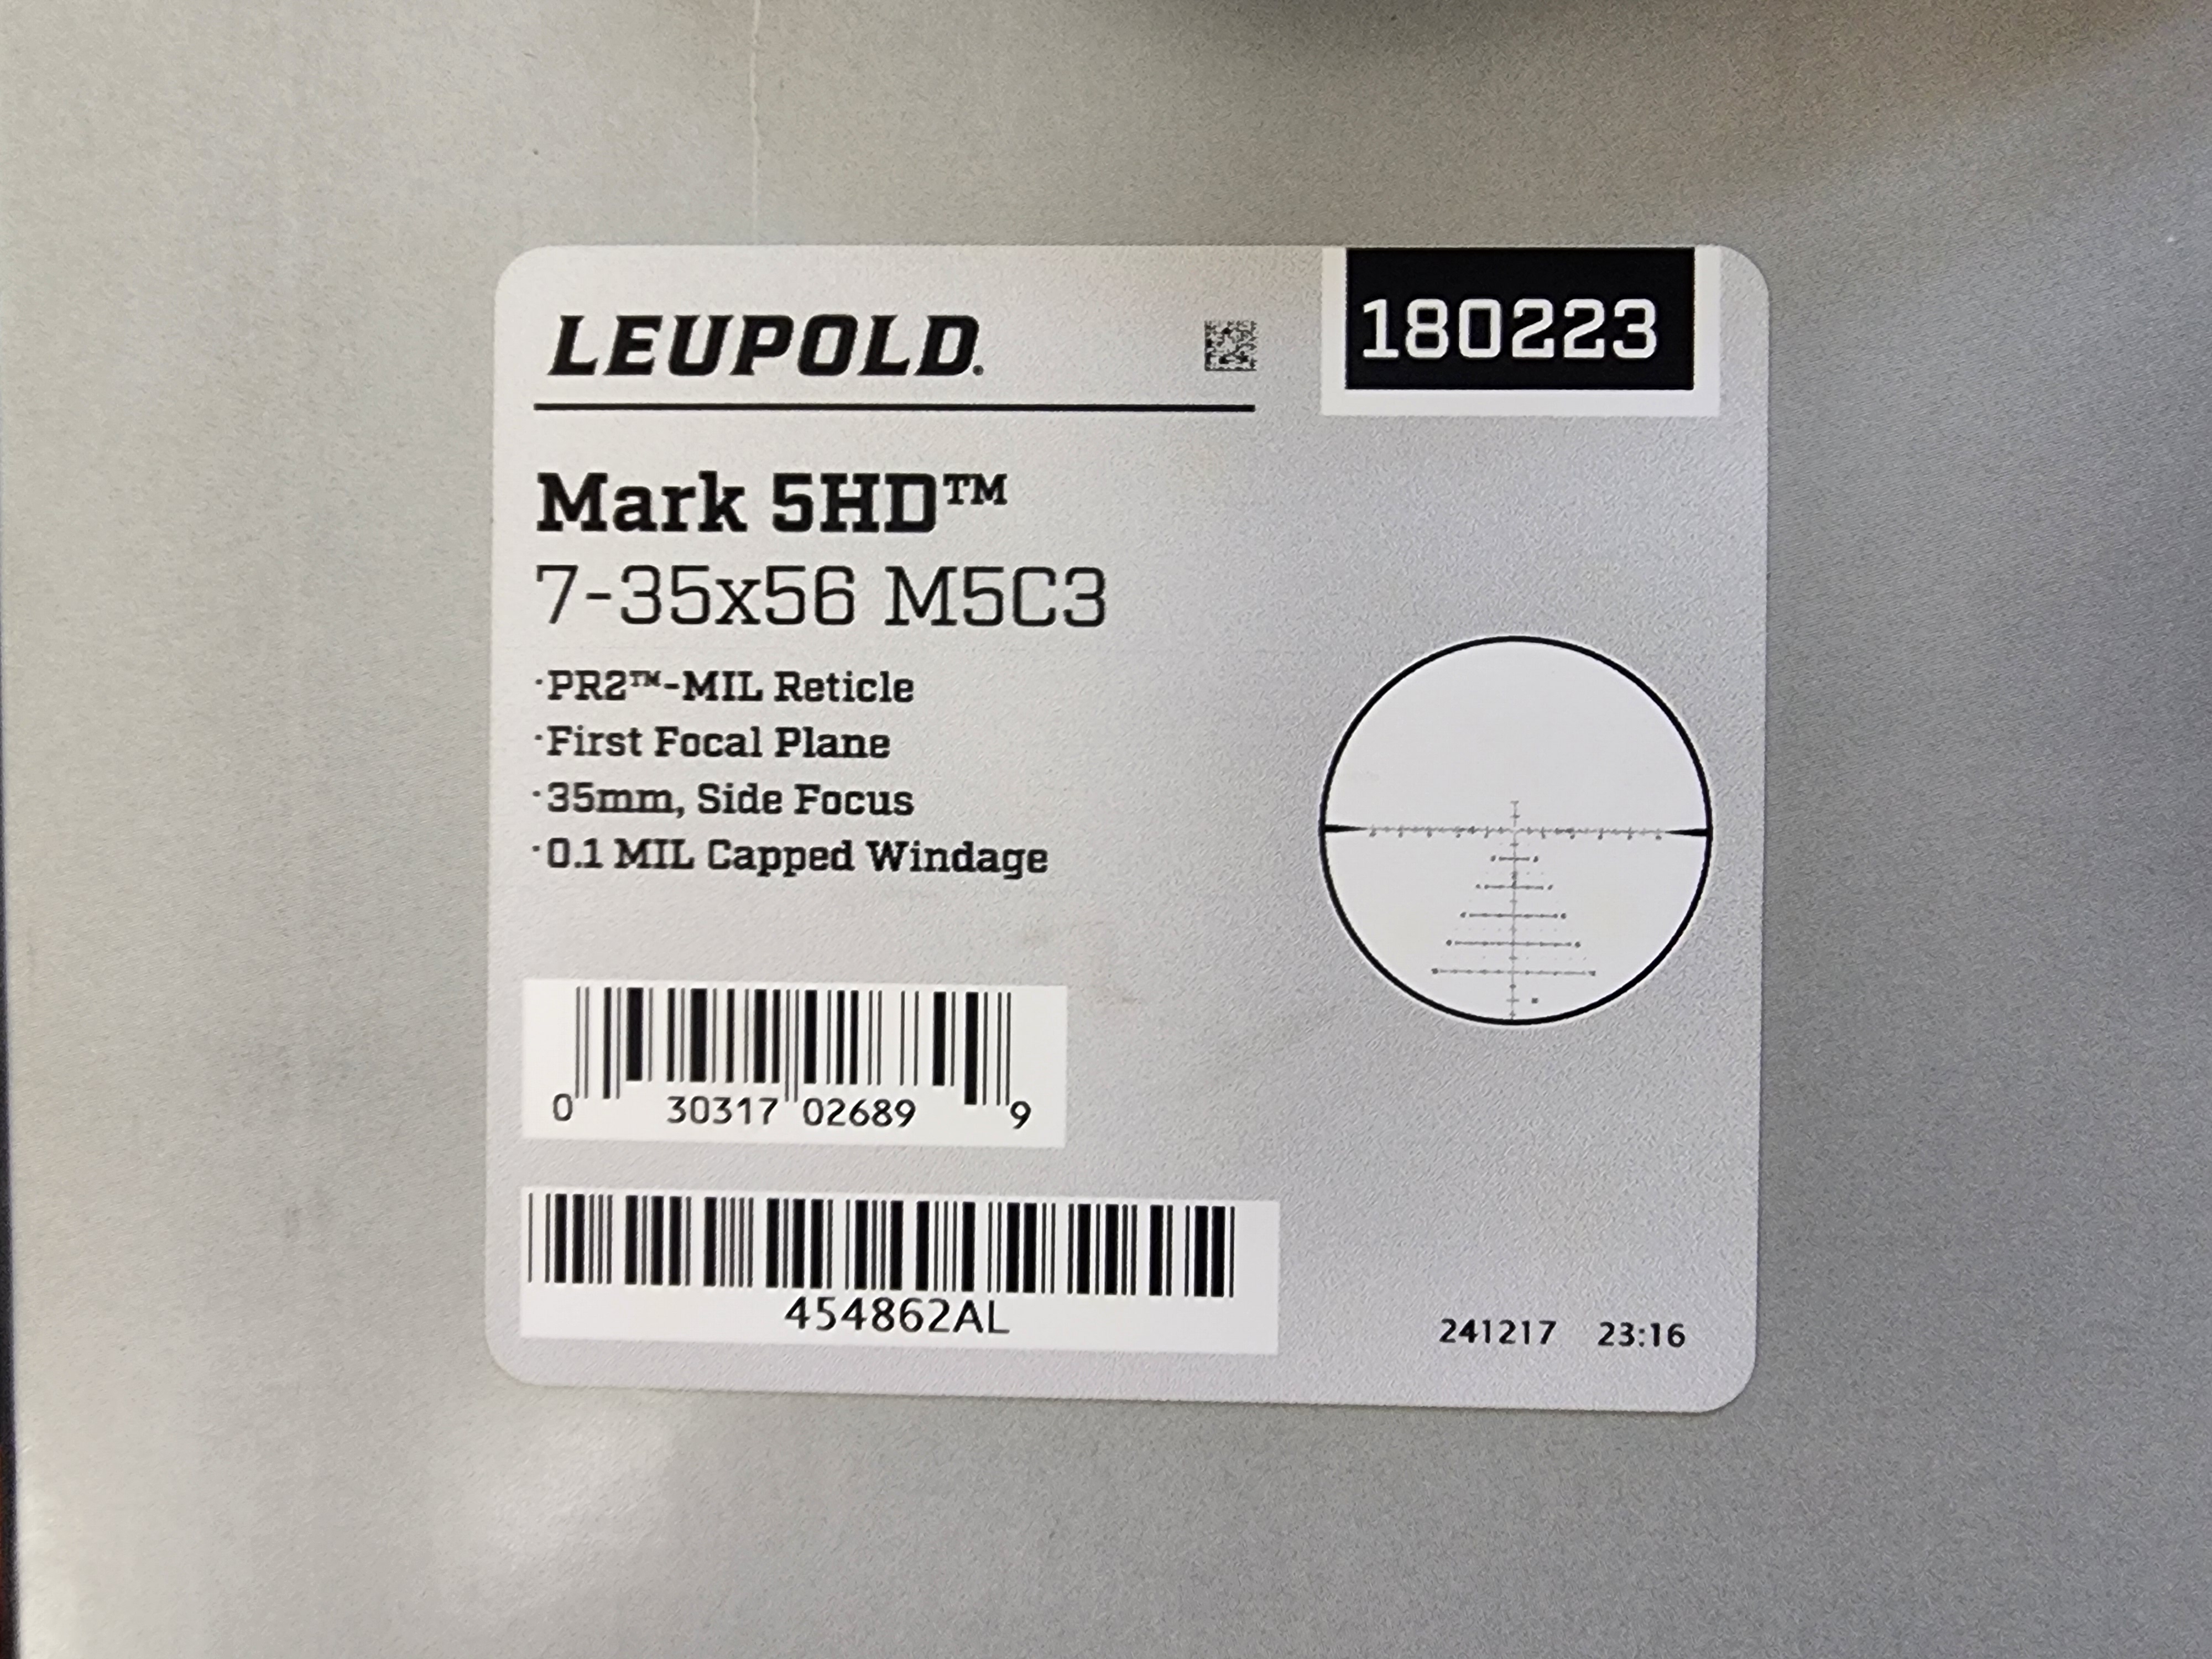 LEUPOLD.
180223
Mark 5HD™
7-35x56 M5C3
·PR2™-MIL Reticle
·First Focal Plane
·35mm, Side Focus
·0.1 MIL Capped Windage
0 30317 02689 9
454862AL
241217 23:16